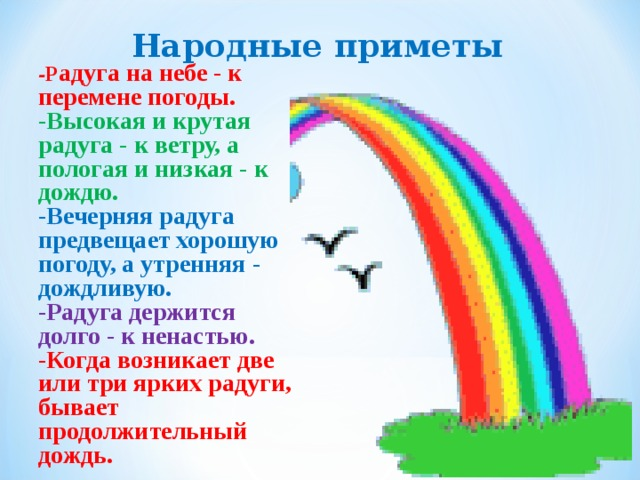 Народные приметы
-Радуга на небе - к
перемене погоды.
-Высокая и крутая
радуга - к ветру, а
пологая и низкая - к
дождю.
-Вечерняя радуга
предвещает хорошую
погоду, а утренняя -
дождливую.
-Радуга держится
долго - к ненастью.
-Когда возникает две
или три ярких радуги,
бывает
продолжительный
дождь.